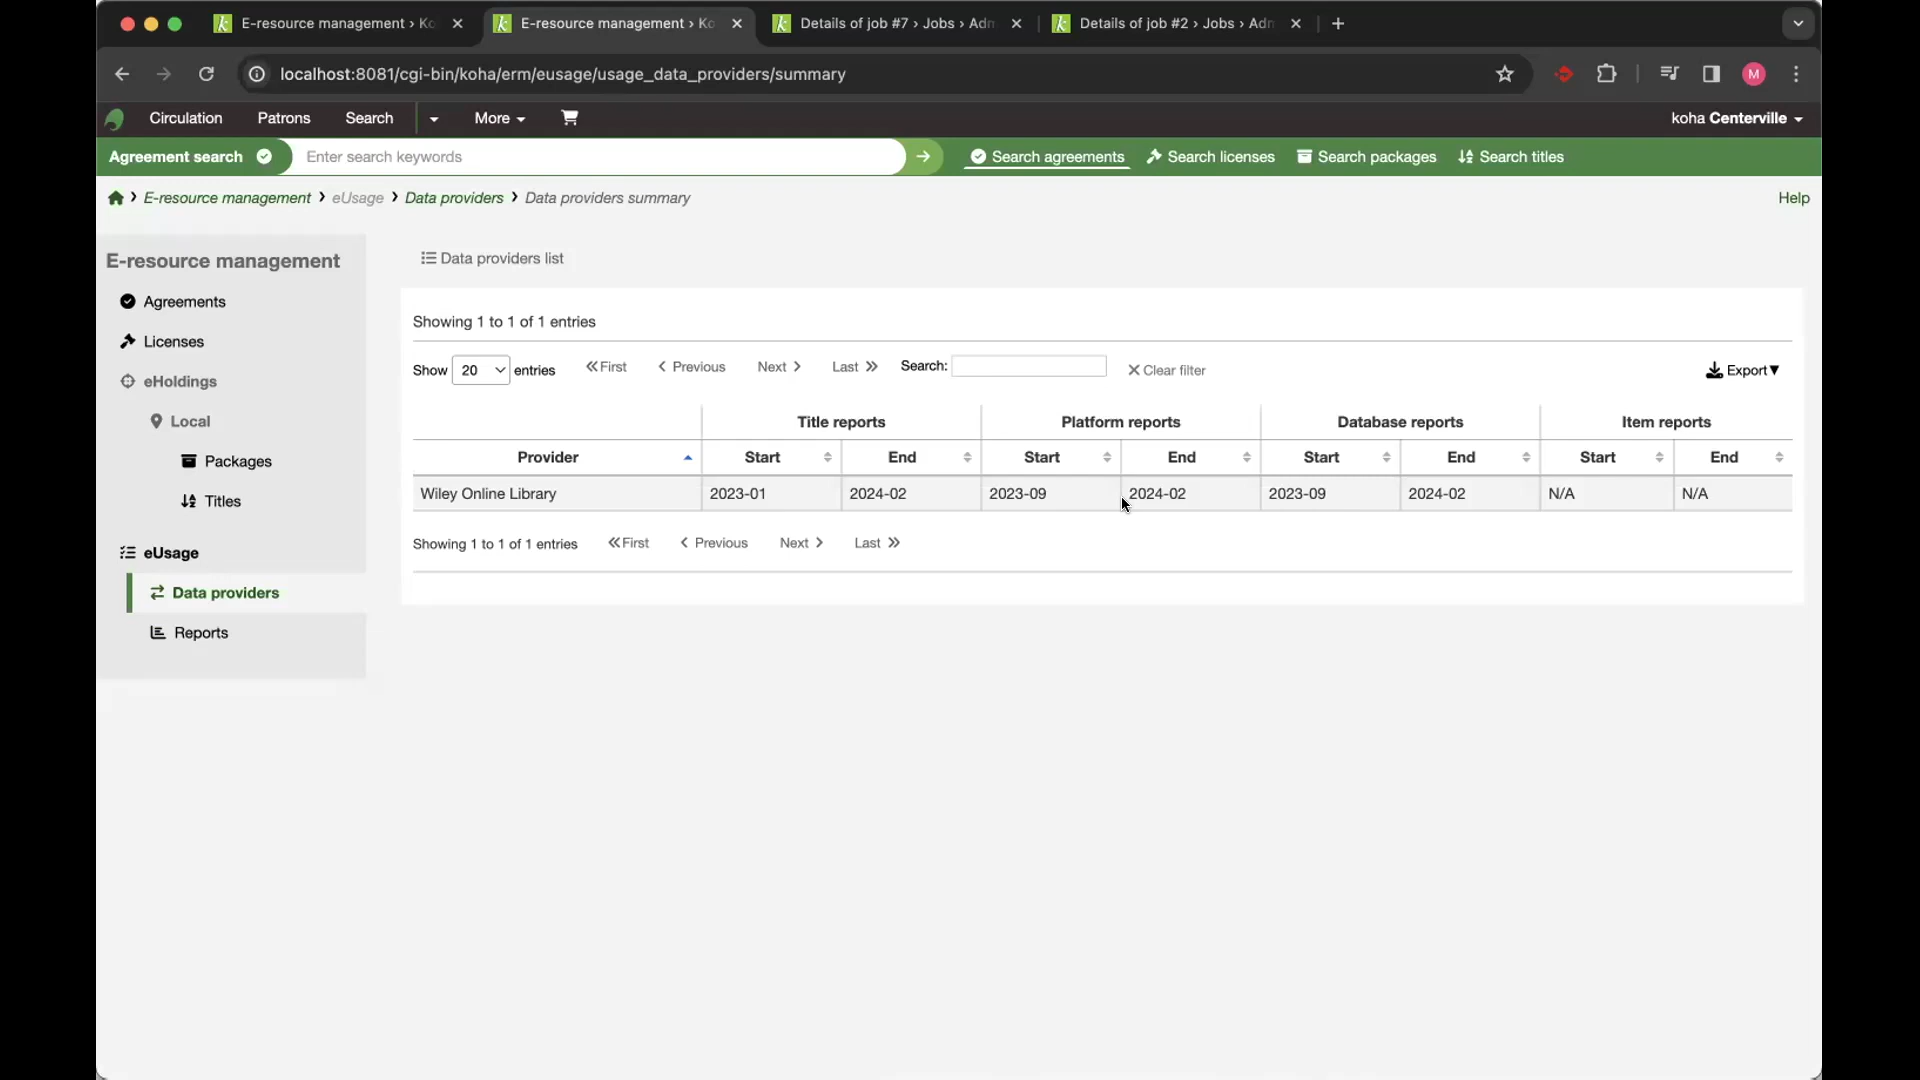 E-resource management › Ko
E-resource management › Ko
Details of job #7 › Jobs › Adm
Details of job #2 › Jobs › Adm
localhost:8081/cgi-bin/koha/erm/eusage/usage_data_providers/summary
M
Circulation Patrons Search More koha Centerville
Agreement search Enter search keywords Search agreements Search licenses Search packages Search titles
E-resource management eUsage Data providers Data providers summary Help
E-resource management
Agreements
Licenses
eHoldings
Local
Packages
Titles
eUsage
Data providers
Reports
Data providers list
Showing 1 to 1 of 1 entries
Show 20 entries First Previous Next Last Search: Clear filter Export
Title reports Platform reports Database reports Item reports
Provider Start End Start End Start End Start End
Wiley Online Library 2023-01 2024-02 2023-09 2024-02 2023-09 2024-02 N/A N/A
Showing 1 to 1 of 1 entries First Previous Next Last